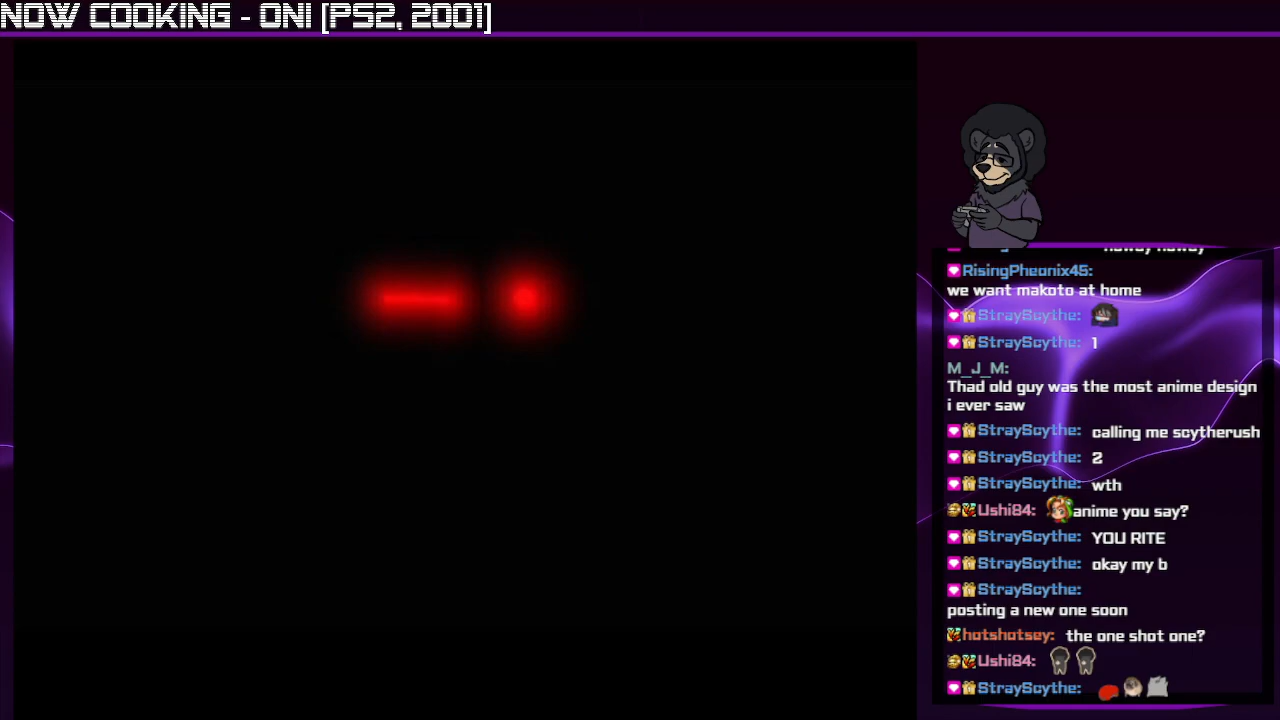 NOW COOKING - ONI [PS2, 2001]
RisingPheonix45:
we want makoto at home
StrayScythe:
StrayScythe: 1
M_J_M:
Thad old guy was the most anime design
i ever saw
StrayScythe: calling me scytherush
StrayScythe: 2
StrayScythe: wth
Ushi84: anime you say?
StrayScythe: YOU RITE
StrayScythe: okay my b
StrayScythe:
posting a new one soon
hotshotsey: the one shot one?
Ushi84:
StrayScythe: